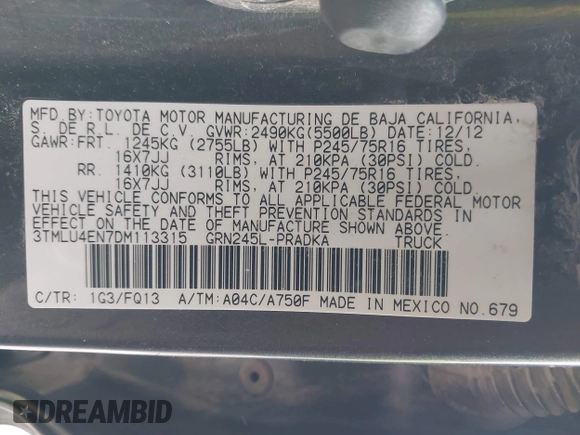 MFD.BY:TOYOTA MOTOR MANUFACTURING DE BAJA CALIFORNIA,
S. DE R.L. DE C.V. GVWR:2490KG(5500LB) DATE:12/12
GAWR:FRT. 1245KG (2755LB) WITH P245/75R16 TIRES,
16X7JJ RIMS, AT 210KPA (30PSI) COLD.
RR. 1410KG (3110LB) WITH P245/75R16 TIRES,
16X7JJ RIMS, AT 210KPA (30PSI) COLD.
THIS VEHICLE CONFORMS TO ALL APPLICABLE FEDERAL MOTOR
VEHICLE SAFETY AND THEFT PREVENTION STANDARDS IN
EFFECT ON THE DATE OF MANUFACTURE SHOWN ABOVE.
3TMLU4EN7DM113315 GRN245L-PRADKA TRUCK
C/TR: 1G3/FQ13 A/TM:A04C/A750F MADE IN MEXICO NO.679
DREAMBID